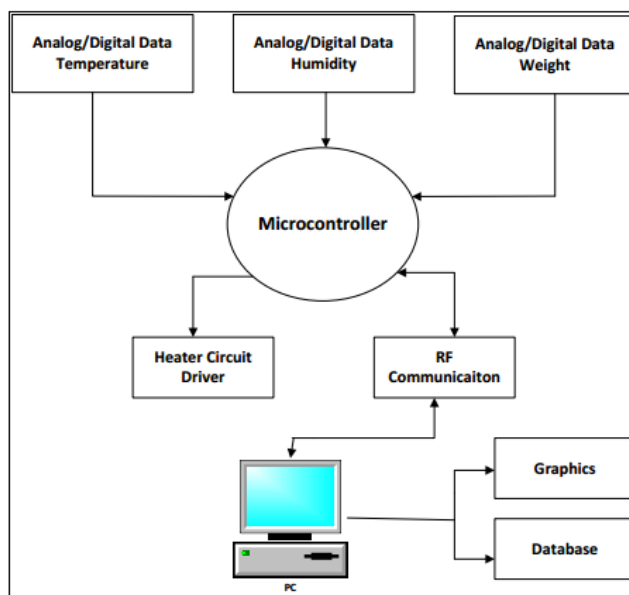 Analog/Digital Data
Temperature
Analog/Digital Data
Humidity
Analog/Digital Data
Weight
Microcontroller
Heater Circuit
Driver
RF
Communicaiton
Graphics
Database
PC